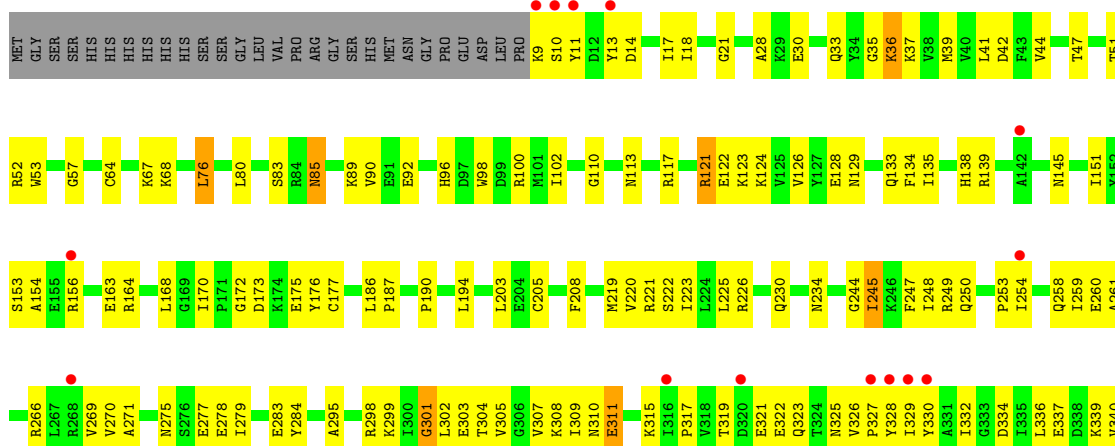 MET GLY SER SER HIS HIS HIS HIS HIS HIS SER SER GLY LEU VAL PRO ARG GLY SER HIS MET ASN GLY PRO GLU ASP LEU PRO K9 S10 Y11 D12 Y13 D14 I17 I18 G21 A28 K29 E30 Q33 Y34 G35 K36 K37 V38 M39 V40 L41 D42 F43 V44 T47 T51
R52 W53 G57 C64 K67 K68 L76 L80 S83 R84 N85 K89 V90 E91 E92 H96 D97 W98 D99 R100 M101 I102 G110 N113 R117 R121 E122 K123 K124 V125 V126 Y127 E128 N129 Q133 F134 I135 H138 R139 A142 N145 I151 Y152
S153 A154 E155 R156 E163 R164 L168 G169 I170 P171 G172 D173 K174 E175 Y176 C177 L186 P187 P190 L194 L203 E204 C205 F208 M219 V220 R221 S222 I223 L224 L225 R226 Q230 N234 G244 I245 K246 F247 I248 R249 Q250 P253 I254 Q258 I259 E260 A261
R266 L267 R268 V269 V270 A271 N275 S276 E277 E278 I279 E283 Y284 A295 R298 K299 I300 G301 L302 E303 T304 V305 G306 V307 K308 I309 N310 E311 K315 I316 P317 V318 T319 D320 E321 E322 Q323 T324 N325 V326 P327 Y328 I329 Y330 A331 I332 G333 D334 I335 L336 E337 D338 K339